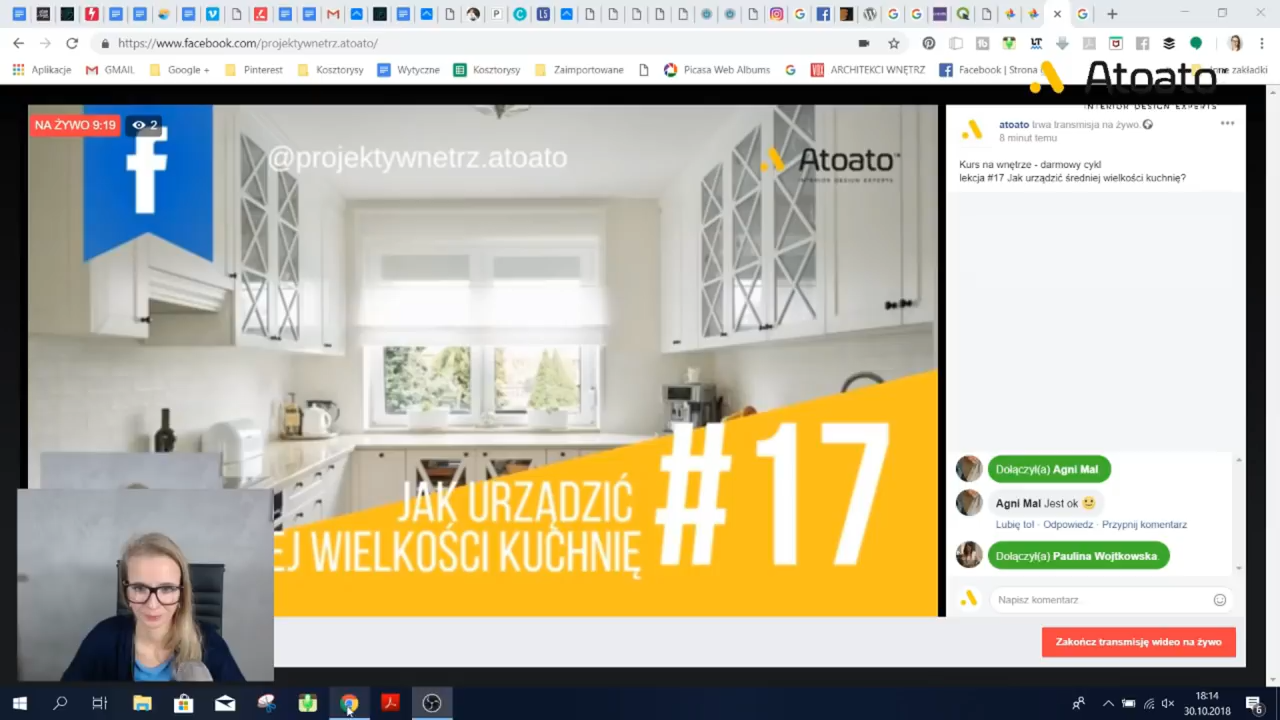 https://www.facebook.com/projektywnetrz.atoato/
Aplikacje
GMAIL
Google +
Pinterest
Kosztorysy
Wytyczne
Kosztorysy
Zaimportowane
Picasa Web Albums
ARCHITEKCI WNĘTRZ
Facebook | Strona
zakładki
Atoato
INTERIOR DESIGN EXPERTS
NA ŻYWO 9:19
2
@projektywnetrz.atoato
Atoato™
INTERIOR DESIGN EXPERTS
#17
JAK URZĄDZIĆ
EJ WIELKOŚCI KUCHNIĘ
atoato trwa transmisja na żywo.
8 minut temu
Kurs na wnętrze - darmowy cykl
lekcja #17 Jak urządzić średniej wielkości kuchnię?
Dołączył(a) Agni Mal
Agni Mal Jest ok
Lubię to! · Odpowiedz · Przypnij komentarz
Dołączył(a) Paulina Wojtkowska.
Napisz komentarz
Zakończ transmisję wideo na żywo
18:14
30.10.2018
6